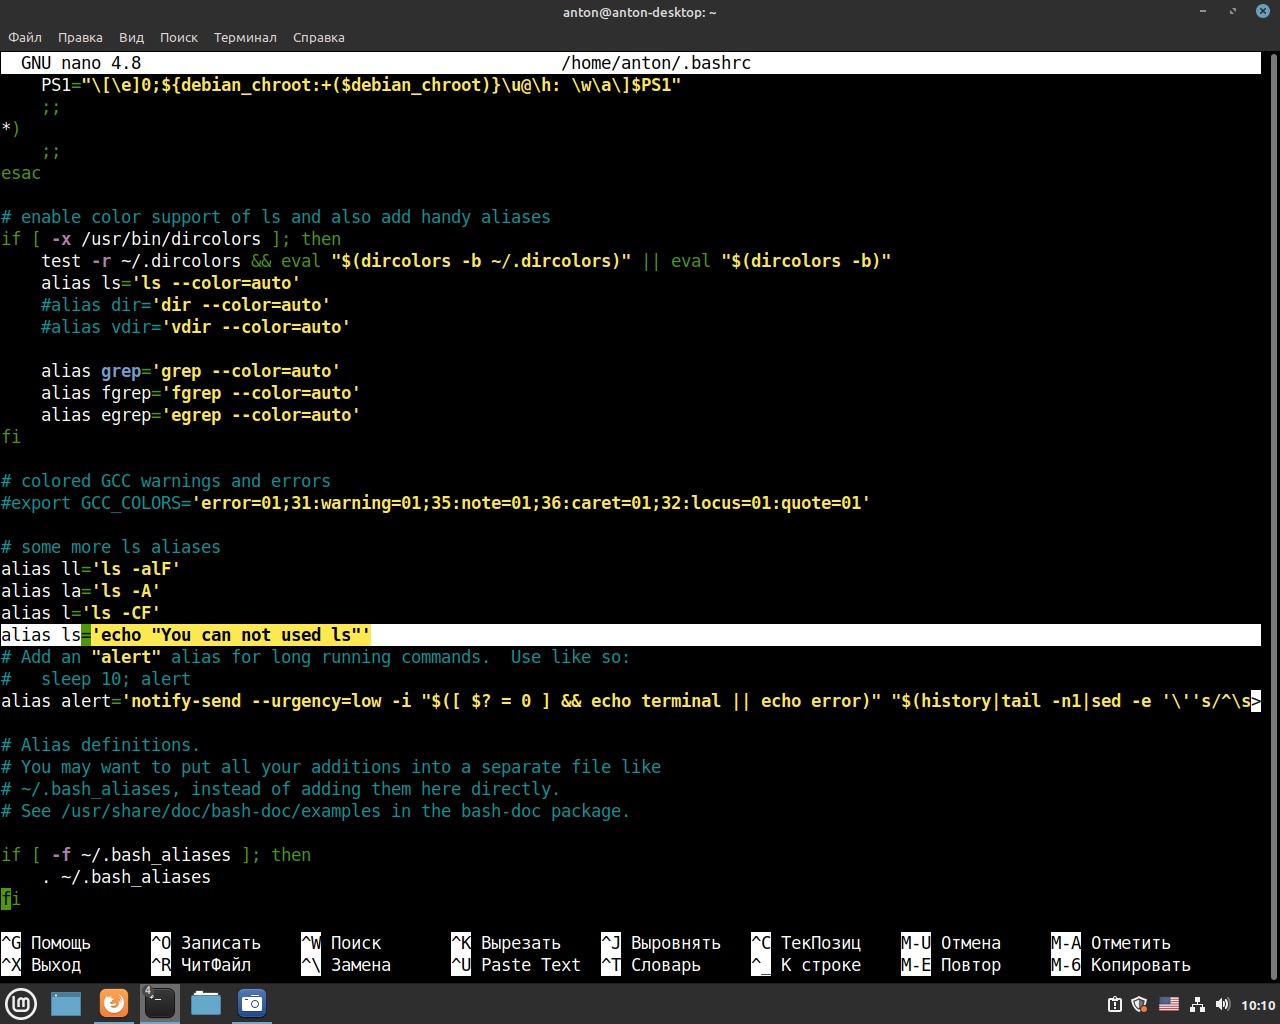 anton@anton-desktop: ~
Файл Правка Вид Поиск Терминал Справка
GNU nano 4.8 /home/anton/.bashrc
PS1="\[\e]0;${debian_chroot:+($debian_chroot)}\u@\h: \w\a\]$PS1"
;;
*)
;;
esac
# enable color support of ls and also add handy aliases
if [ -x /usr/bin/dircolors ]; then
test -r ~/.dircolors && eval "$(dircolors -b ~/.dircolors)" || eval "$(dircolors -b)"
alias ls='ls --color=auto'
#alias dir='dir --color=auto'
#alias vdir='vdir --color=auto'
alias grep='grep --color=auto'
alias fgrep='fgrep --color=auto'
alias egrep='egrep --color=auto'
fi
# colored GCC warnings and errors
#export GCC_COLORS='error=01;31:warning=01;35:note=01;36:caret=01;32:locus=01:quote=01'
# some more ls aliases
alias ll='ls -alF'
alias la='ls -A'
alias l='ls -CF'
alias ls='echo "You can not used ls"'
# Add an "alert" alias for long running commands.  Use like so:
#   sleep 10; alert
alias alert='notify-send --urgency=low -i "$([ $? = 0 ] && echo terminal || echo error)" "$(history|tail -n1|sed -e '\''s/^\s>
# Alias definitions.
# You may want to put all your additions into a separate file like
# ~/.bash_aliases, instead of adding them here directly.
# See /usr/share/doc/bash-doc/examples in the bash-doc package.
if [ -f ~/.bash_aliases ]; then
. ~/.bash_aliases
fi
^G Помощь ^O Записать ^W Поиск ^K Вырезать ^J Выровнять ^C ТекПозиц M-U Отмена M-A Отметить
^X Выход ^R ЧитФайл ^\ Замена ^U Paste Text ^T Словарь ^_ К строке M-E Повтор M-6 Копировать
4
10:10